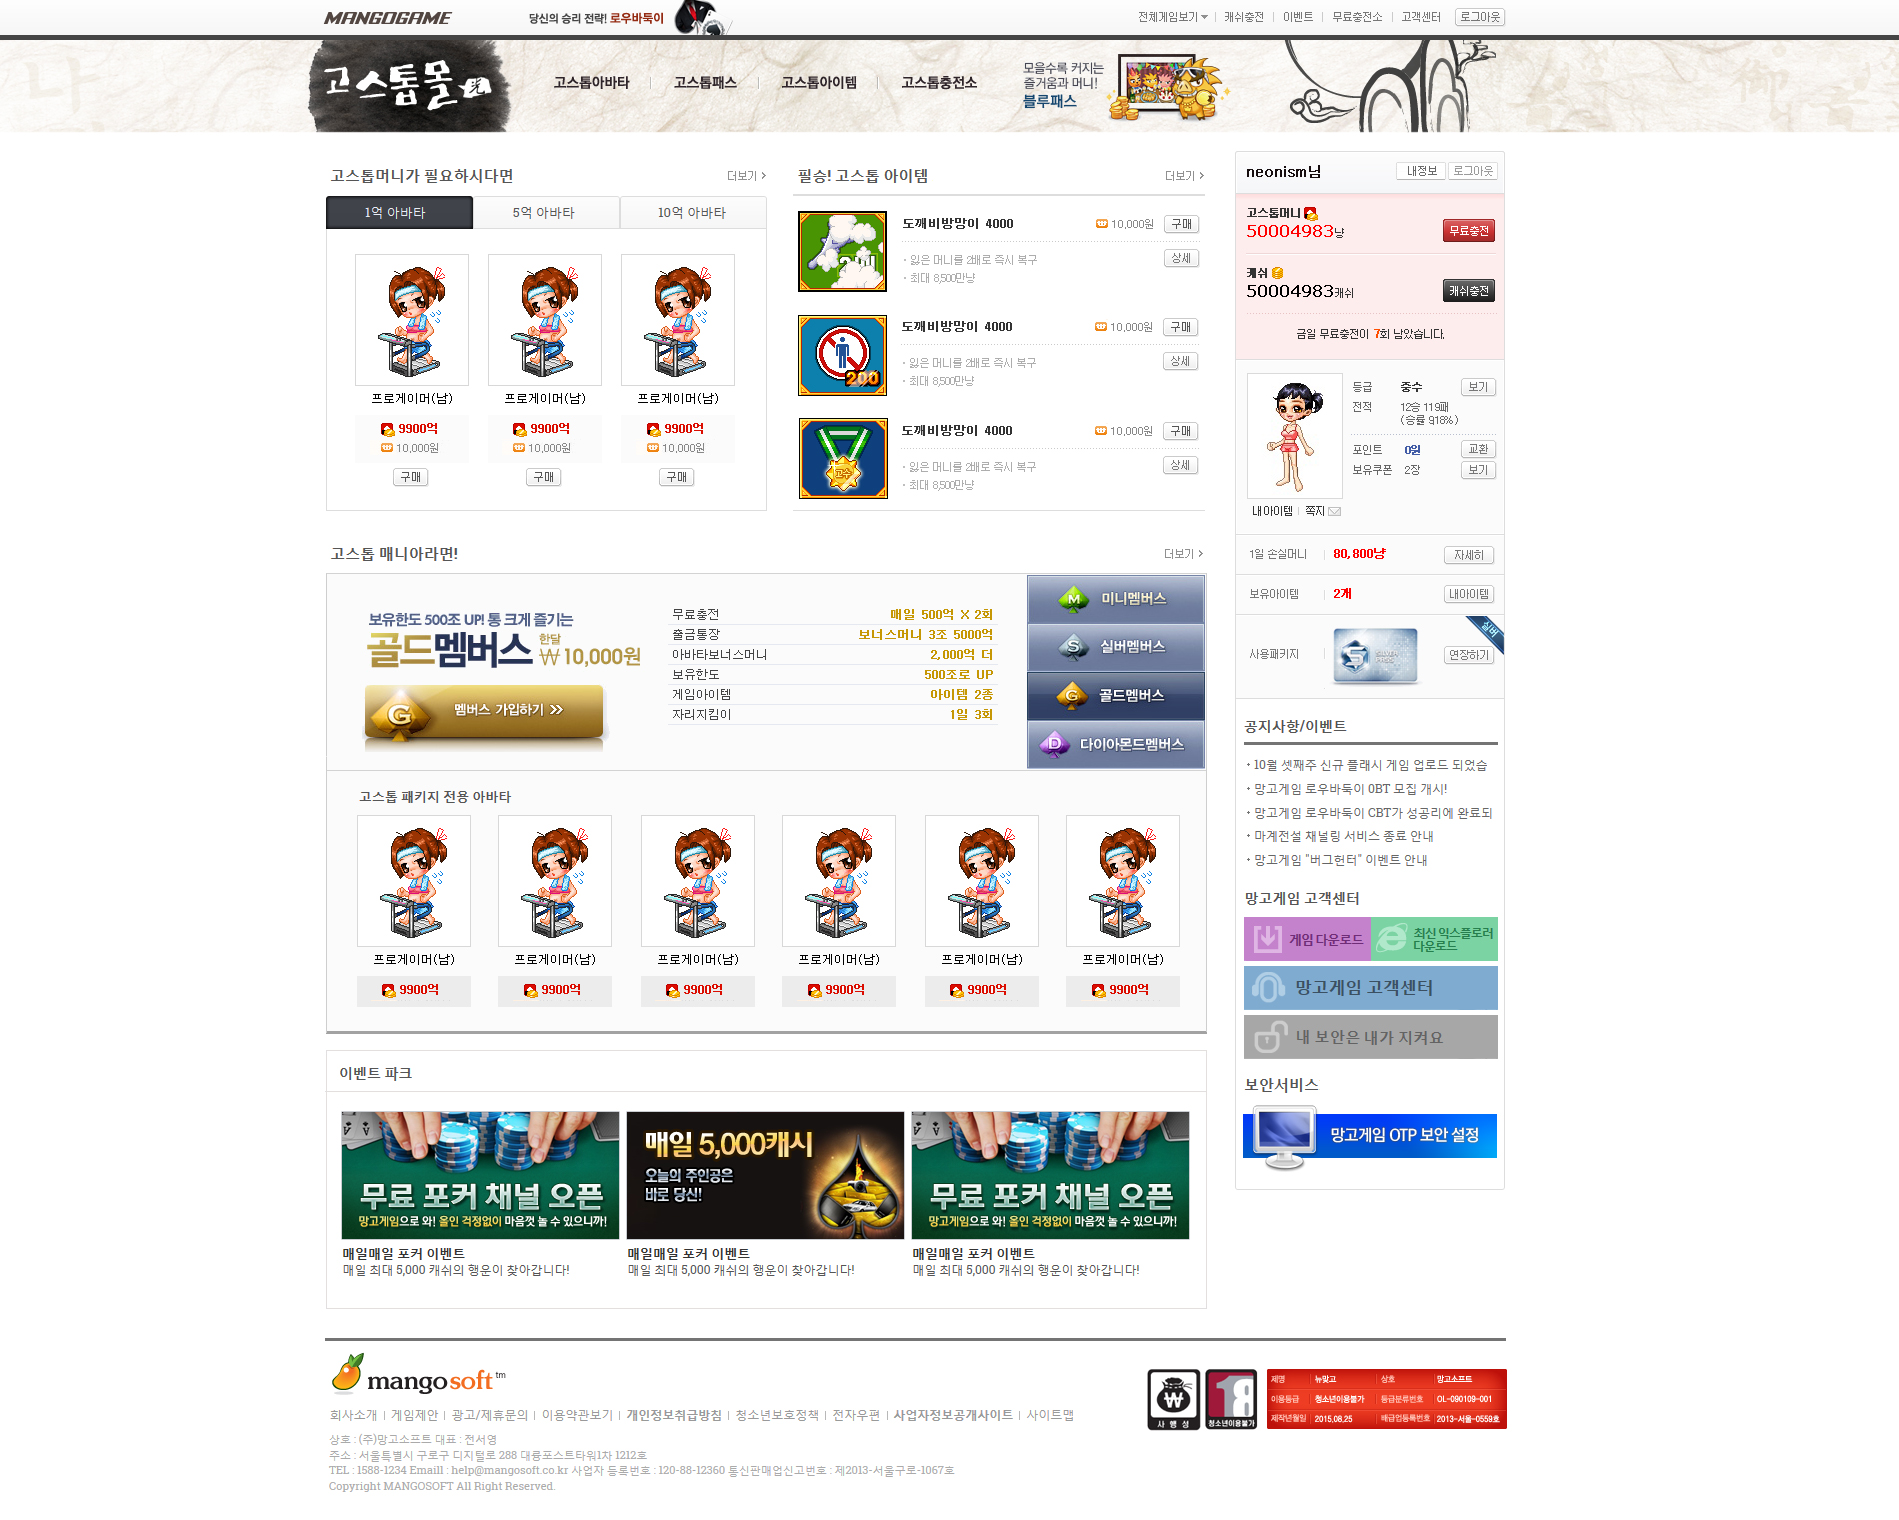 MANGOGAME
당신의 승리 전략! 로우바둑이
전체게임보기 캐쉬충전 이벤트 무료충전소 고객센터 로그아웃
고스톱몰
고스톱아바타 고스톱패스 고스톱아이템 고스톱충전소
모을수록 커지는
즐거움과 머니!
블루패스
고스톱머니가 필요하시다면 더보기
1억 아바타 5억 아바타 10억 아바타
프로게이머(남) 프로게이머(남) 프로게이머(남)
9900억 9900억 9900억
10,000원 10,000원 10,000원
구매 구매 구매
필승! 고스톱 아이템 더보기
도깨비방망이 4000 10,000원 구매
· 잃은 머니를 2배로 즉시 복구 상세
· 최대 8,500만냥
200
도깨비방망이 4000 10,000원 구매
· 잃은 머니를 2배로 즉시 복구 상세
· 최대 8,500만냥
고수
도깨비방망이 4000 10,000원 구매
· 잃은 머니를 2배로 즉시 복구 상세
· 최대 8,500만냥
고스톱 매니아라면! 더보기
보유한도 500조 UP! 통 크게 즐기는
골드멤버스 한달 ₩10,000원
G 멤버스 가입하기
무료충전 매일 500억 X 2회
출금통장 보너스머니 3조 5000억
아바타보너스머니 2,000억 더
보유한도 500조로 UP
게임아이템 아이템 2종
자리지킴이 1일 3회
M 미니멤버스
S 실버멤버스
G 골드멤버스
D 다이아몬드멤버스
고스톱 패키지 전용 아바타
프로게이머(남) 프로게이머(남) 프로게이머(남) 프로게이머(남) 프로게이머(남) 프로게이머(남)
9900억 9900억 9900억 9900억 9900억 9900억
이벤트 파크
무료 포커 채널 오픈
망고게임으로 와! 올인 걱정없이 마음껏 놀 수 있으니까!
매일매일 포커 이벤트
매일 최대 5,000 캐쉬의 행운이 찾아갑니다!
매일 5,000캐시
오늘의 주인공은
바로 당신!
매일매일 포커 이벤트
매일 최대 5,000 캐쉬의 행운이 찾아갑니다!
무료 포커 채널 오픈
망고게임으로 와! 올인 걱정없이 마음껏 놀 수 있으니까!
매일매일 포커 이벤트
매일 최대 5,000 캐쉬의 행운이 찾아갑니다!
neonism님 내정보 로그아웃
고스톱머니
50004983냥 무료충전
캐쉬
50004983캐쉬 캐쉬충전
금일 무료충전이 7회 남았습니다.
등급 중수 보기
전적 12승 119패
(승률 9.18%)
포인트 0원 교환
보유쿠폰 2장 보기
내아이템 쪽지
1일 손실머니 80,800냥 자세히
보유아이템 2개 내아이템
실버
사용패키지 연장하기
공지사항/이벤트
10월 셋째주 신규 플래시 게임 업로드 되었습
망고게임 로우바둑이 0BT 모집 개시!
망고게임 로우바둑이 CBT가 성공리에 완료되
마계전설 채널링 서비스 종료 안내
망고게임 "버그헌터" 이벤트 안내
망고게임 고객센터
게임 다운로드
최신 익스플로러
다운로드
망고게임 고객센터
내 보안은 내가 지켜요
보안서비스
망고게임 OTP 보안 설정
mangosoft™
회사소개 게임제안 광고/제휴문의 이용약관보기 개인정보취급방침 청소년보호정책 전자우편 사업자정보공개사이트 사이트맵
상호 : (주)망고소프트 대표 : 전서영
주소 : 서울특별시 구로구 디지털로 288 대륭포스트타워1차 1212호
TEL : 1588-1234 Emaill : help@mangosoft.co.kr 사업자 등록번호 : 120-88-12360 통신판매업신고번호 : 제2013-서울구로-1067호
Copyright MANGOSOFT All Right Reserved.
사행성
18
청소년이용불가
제명 뉴맞고 상호 망고소프트
이용등급 청소년이용불가 등급분류번호 OL-090109-001
제작년월일 2015.08.25 배급업등록번호 2013-서울-0559호